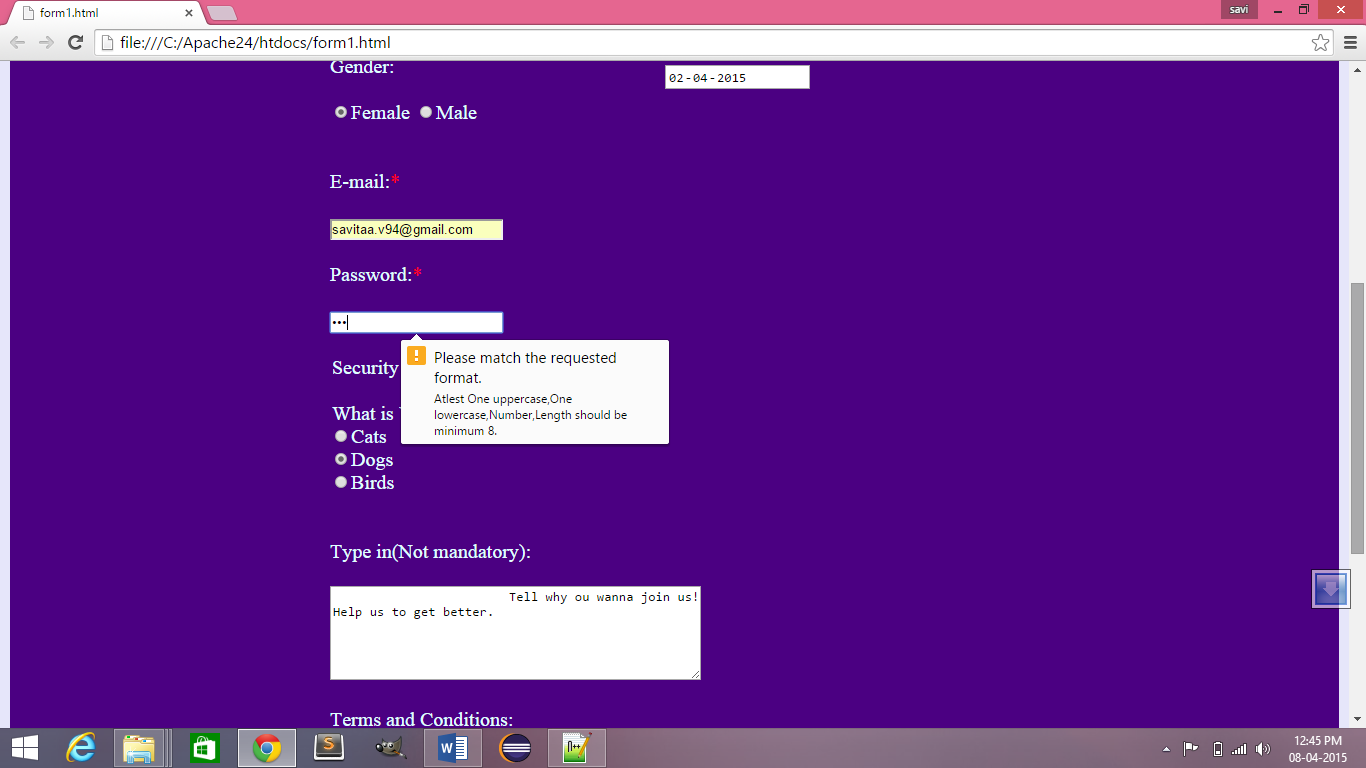 form1.html
savi
file:///C:/Apache24/htdocs/form1.html
Gender:
02-04-2015
Female Male
E-mail:*
savitaa.v94@gmail.com
Password:*
•••
Please match the requested
format.
Atlest One uppercase,One
lowercase,Number,Length should be
minimum 8.
Security
What is
Cats
Dogs
Birds
Type in(Not mandatory):
Tell why ou wanna join us!
Help us to get better.
Terms and Conditions:
12:45 PM
08-04-2015